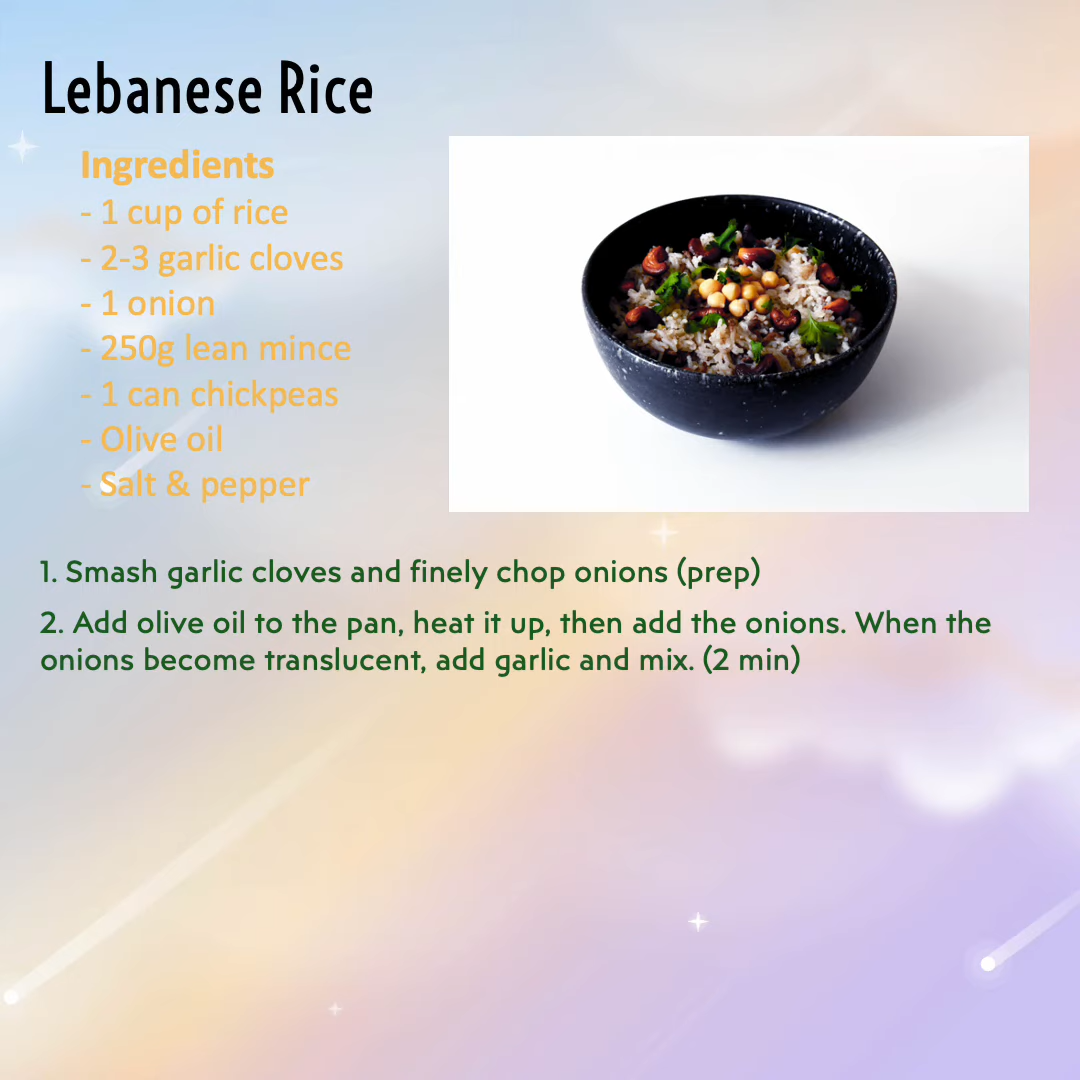 Lebanese Rice
Ingredients
- 1 cup of rice
- 2-3 garlic cloves
- 1 onion
- 250g lean mince
- 1 can chickpeas
- Olive oil
- Salt & pepper
1. Smash garlic cloves and finely chop onions (prep)
2. Add olive oil to the pan, heat it up, then add the onions. When the
onions become translucent, add garlic and mix. (2 min)